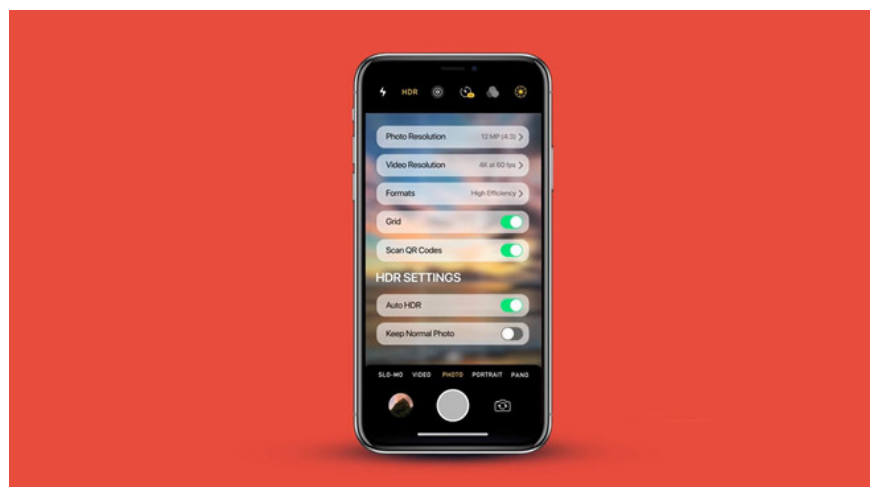 HDR
Photo Resolution 12 MP (4:3)
Video Resolution 4K at 60 fps
Formats High Efficiency
Grid
Scan QR Codes
HDR SETTINGS
Auto HDR
Keep Normal Photo
SLO-MO VIDEO PHOTO PORTRAIT PANO